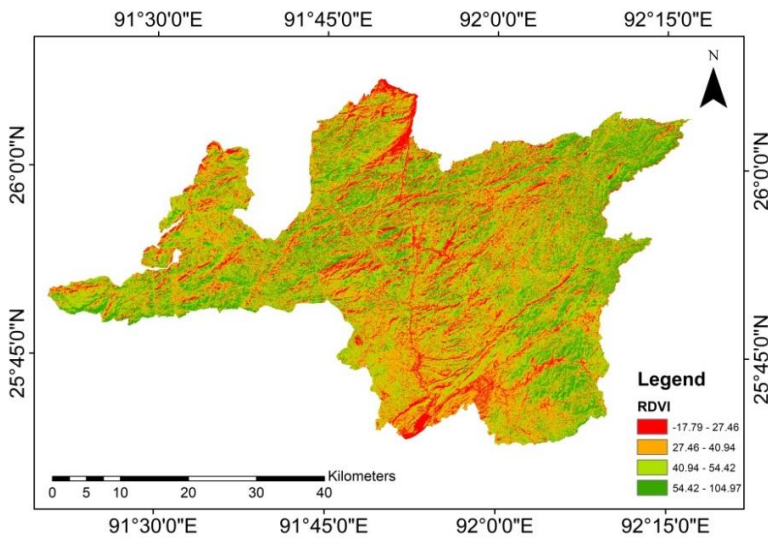 91°30'0"E 91°45'0"E 92°0'0"E 92°15'0"E
N
26°0'0"N 26°0'0"N
25°45'0"N 25°45'0"N
Legend
RDVI
-17.79 - 27.46
27.46 - 40.94
40.94 - 54.42
54.42 - 104.97
Kilometers
0 5 10 20 30 40
91°30'0"E 91°45'0"E 92°0'0"E 92°15'0"E